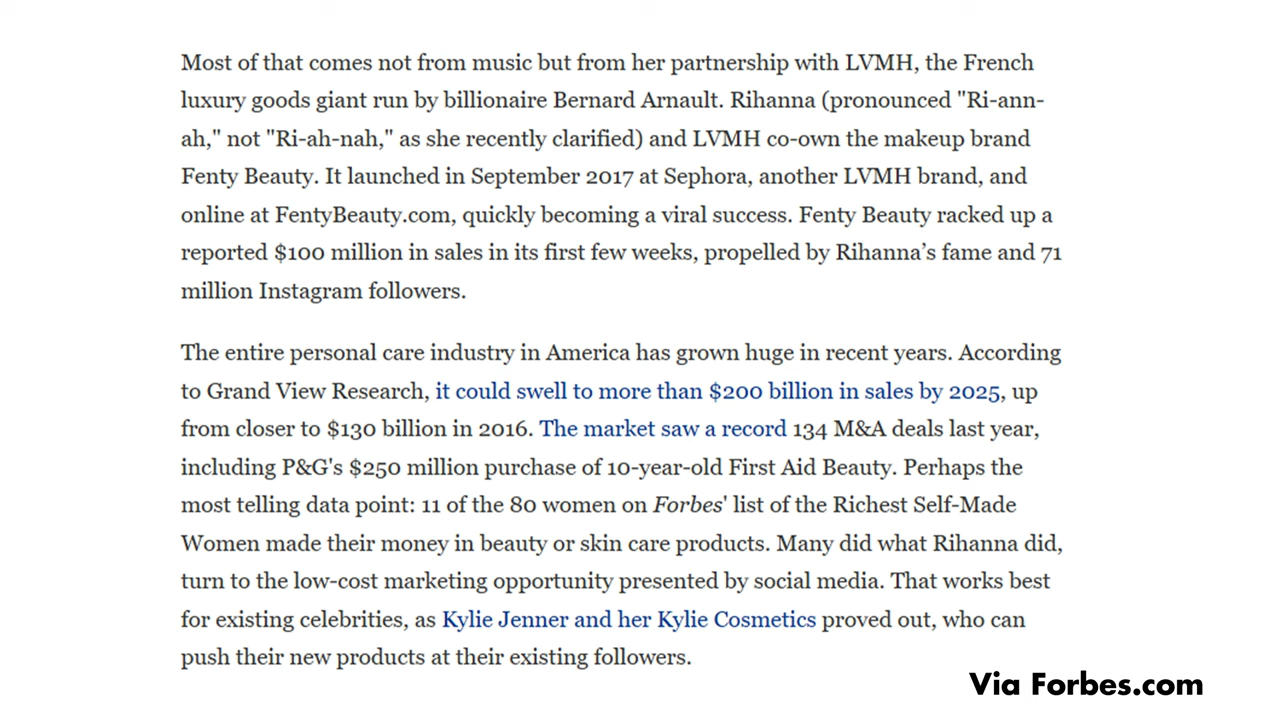 Most of that comes not from music but from her partnership with LVMH, the French
luxury goods giant run by billionaire Bernard Arnault. Rihanna (pronounced "Ri-ann-
ah," not "Ri-ah-nah," as she recently clarified) and LVMH co-own the makeup brand
Fenty Beauty. It launched in September 2017 at Sephora, another LVMH brand, and
online at FentyBeauty.com, quickly becoming a viral success. Fenty Beauty racked up a
reported $100 million in sales in its first few weeks, propelled by Rihanna’s fame and 71
million Instagram followers.
The entire personal care industry in America has grown huge in recent years. According
to Grand View Research, it could swell to more than $200 billion in sales by 2025, up
from closer to $130 billion in 2016. The market saw a record 134 M&A deals last year,
including P&G's $250 million purchase of 10-year-old First Aid Beauty. Perhaps the
most telling data point: 11 of the 80 women on Forbes' list of the Richest Self-Made
Women made their money in beauty or skin care products. Many did what Rihanna did,
turn to the low-cost marketing opportunity presented by social media. That works best
for existing celebrities, as Kylie Jenner and her Kylie Cosmetics proved out, who can
push their new products at their existing followers.
Via Forbes.com